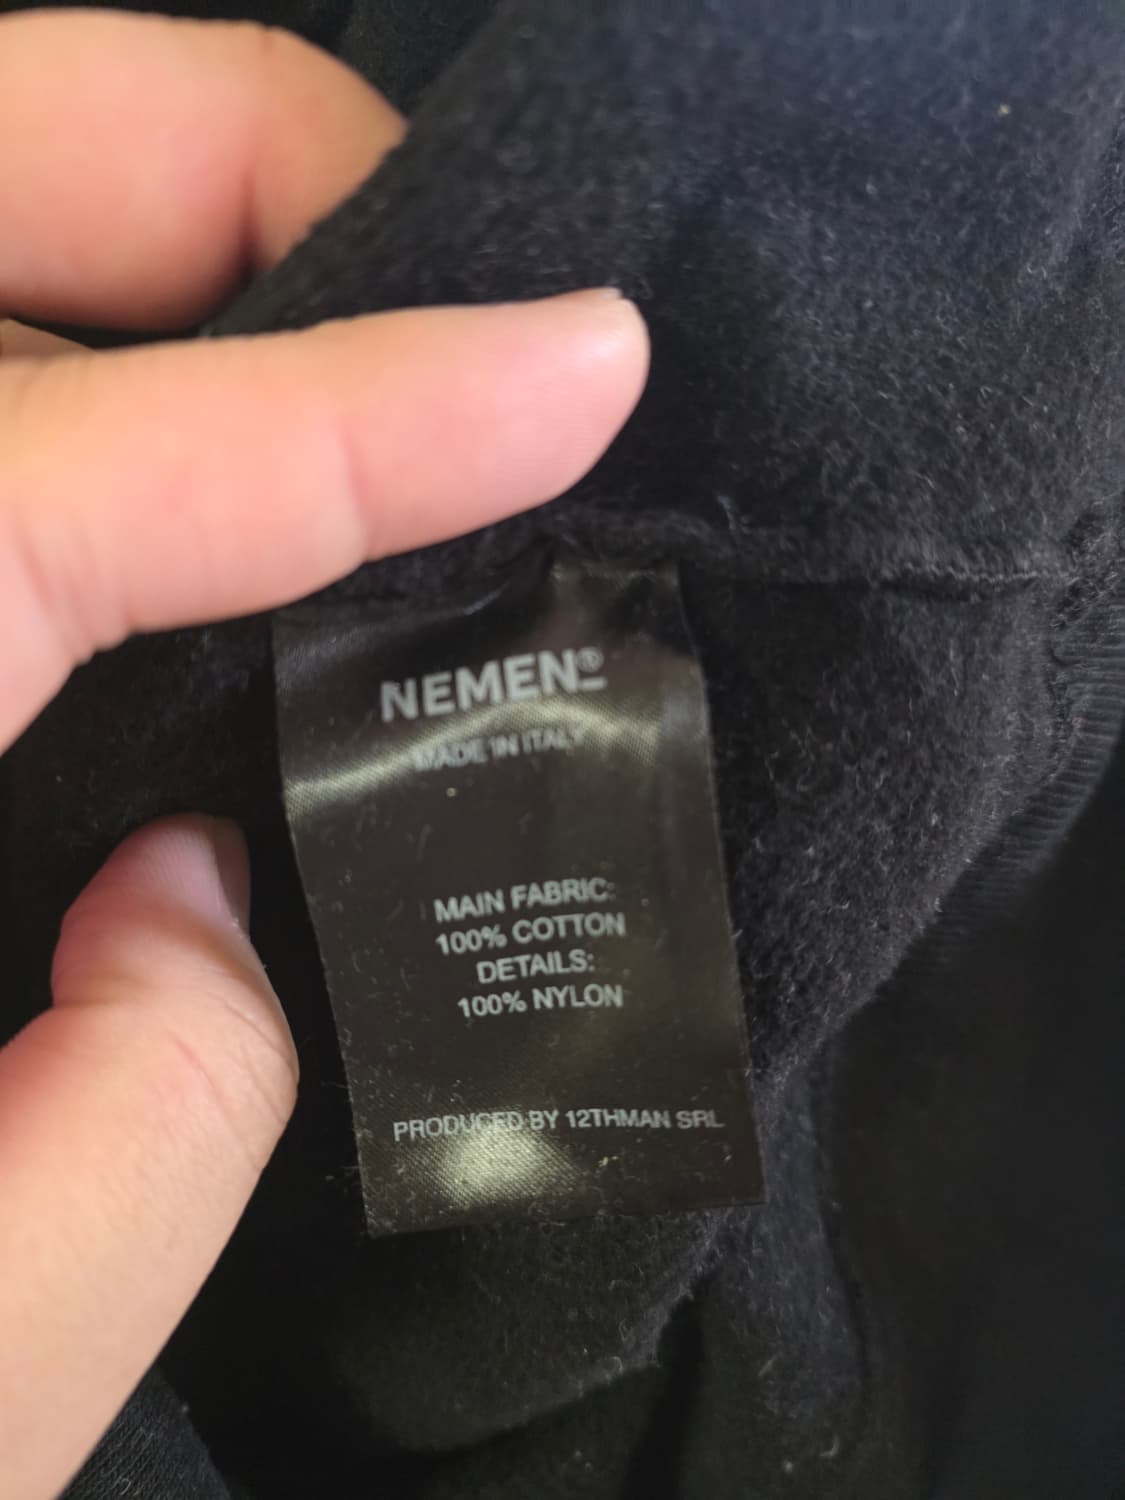 NEMEN®
MADE IN ITALY
MAIN FABRIC:
100% COTTON
DETAILS:
100% NYLON
PRODUCED BY 12THMAN SRL